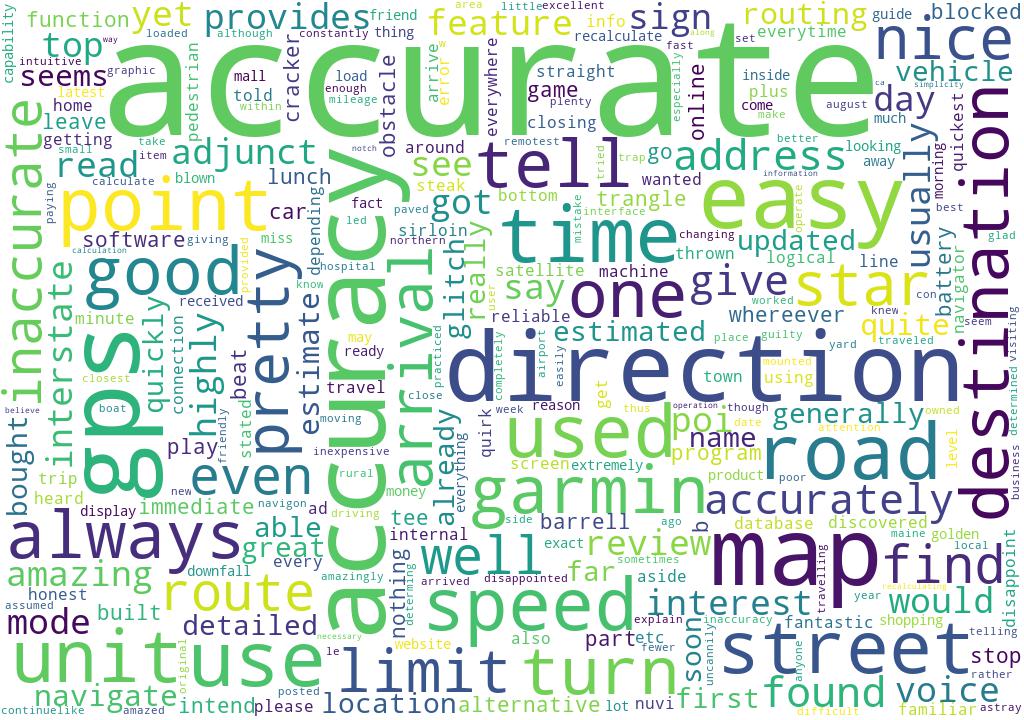 accurate
accuracy
direction
gps
map
easy
destination
point
time
one
tell
used
garmin
road
street
speed
unit
use
turn
limit
always
good
pretty
even
inaccurate
arrival
star
nice
find
route
well
found
address
give
voice
accurately
interest
review
would
amazing
navigate
detailed
mode
location
alternative
intend
please
first
familiar
astray
stop
telling
rather
disappoint
local
golden
maine
discovered
database
fantastic
shopping
year
recalculating
travelling
anyone
difficult
inaccuracy
uncannily
soon
explain
fewer
partetc
lot
nuvi
also
arrived
disappointed
aside
sometimes
far
exact
ago
side
barrell
tee
internal
nothing
determining
website
amazingly
necessary
le
posted
original
built
honest
assumed
continuelike
amazed
downfall
every
great
able
ad
immediate
display
new
navigon
money
driving
rural
inexpensive
moving
travel
ready
may
hospital
know
estimate
beat
stated
friendly
play
highly
quickly
connection
received
minute
closest
boat
believe
bought
trip
heard
interstate
software
giving
calculation
provided
miss
depending
car
fact
led
paved
northern
notch
lunch
adjunct
blown
read
calculate
item
paying
small
take
getting
leave
home
latest
seems
intuitive
graphic
top
yet
function
capability
loaded
way
although
provides
friend
constantly
thing
feature
area
little
excellent
info
recalculate
sign
routing
guide
everytime
blocked
vehicle
day
much
august
ca
simplicity
quickest
morning
usually
looking
away
better
make
come
plus
inside
set
fast
along
especially
online
straight
load
enough
mileage
mall
told
within
cracker
pedestrian
obstacle
arrive
error
w
everywhere
game
plenty
closing
remotest
tried
trap
go
information
operate
wanted
around
see
steak
got
sirloin
bottom
trangle
mistake
interface
changing
thrown
updated
logical
satellite
machine
say
really
user
glitch
reliable
practiced
close
estimated
completely
airport
easily
place
guilty
worked
whereever
line
quite
knew
con
traveled
yard
mounted
using
town
get
thus
reason
week
quirk
already
everything
screen
extremely
poi
operation
though
date
name
program
product
poor
attention
generally
owned
level
battery
navigator
best
glad
seem
visiting
determined
business
b